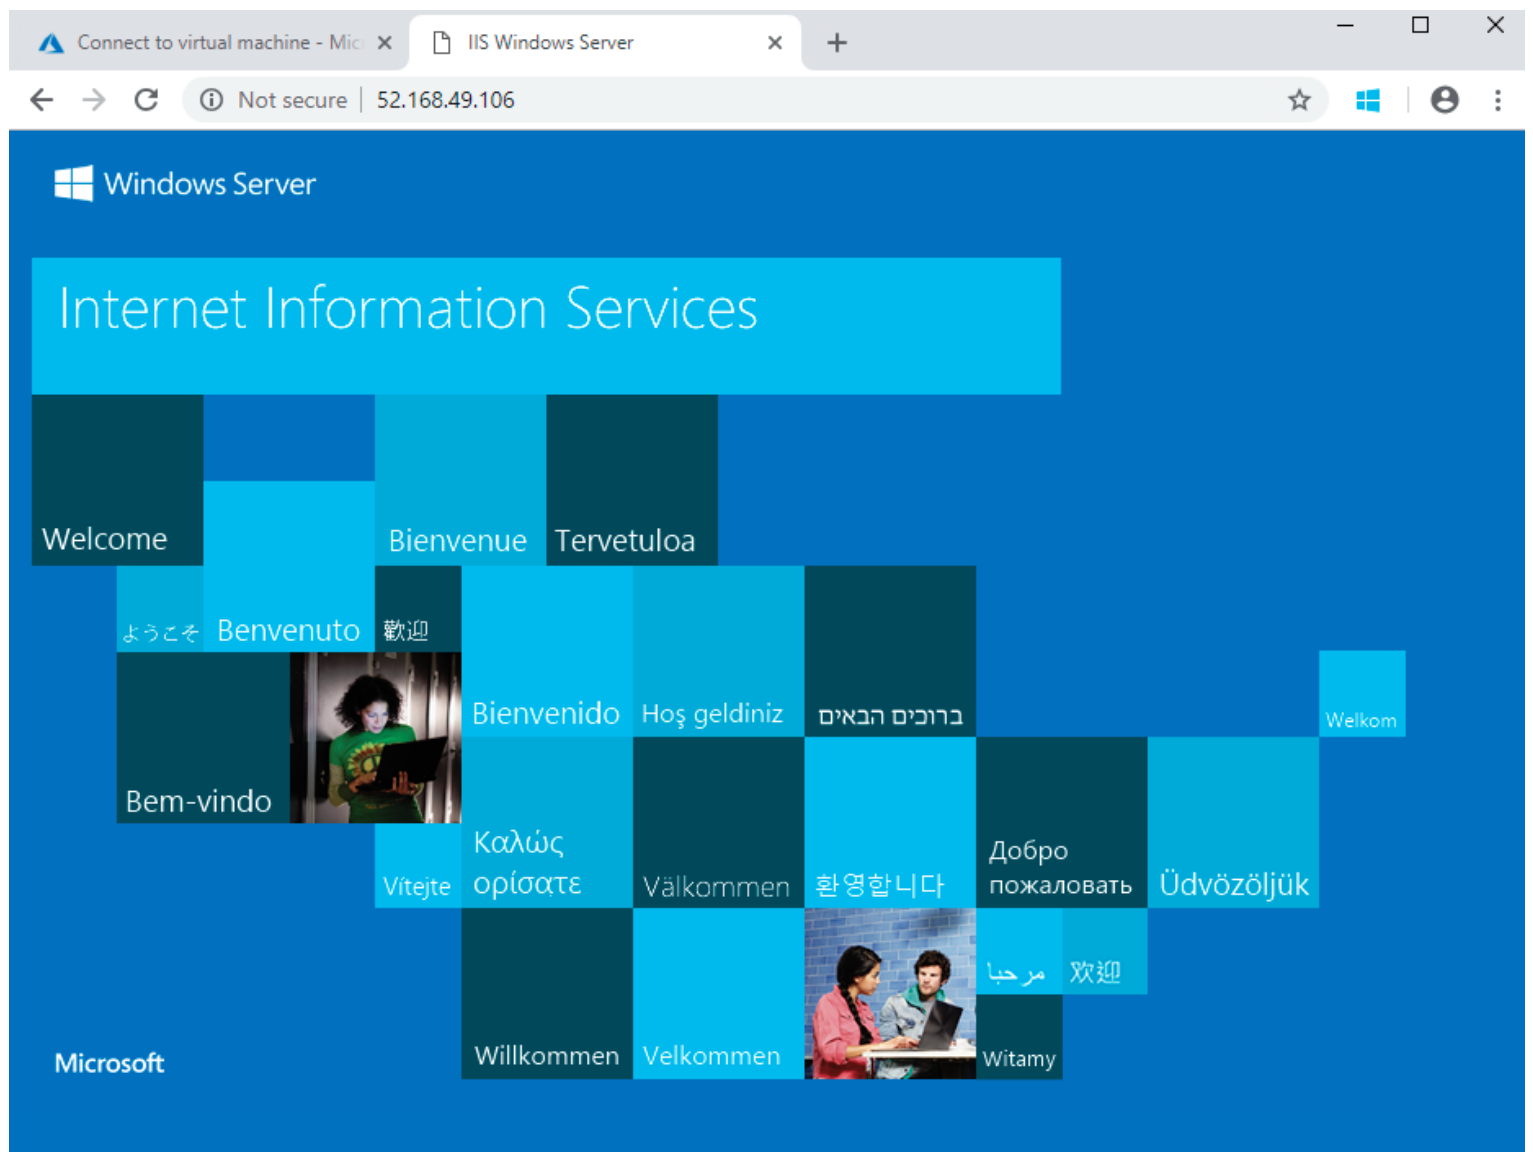 Connect to virtual machine - Mic
IIS Windows Server
Not secure
52.168.49.106
Windows Server
Internet Information Services
Welcome
Bienvenue
Tervetuloa
ようこそ
Benvenuto
歡迎
Bienvenido
Hoş geldiniz
ברוכים הבאים
Welkom
Bem-vindo
Vítejte
Καλώς
ορίσατε
Välkommen
환영합니다
Добро
пожаловать
Üdvözöljük
مرحبا
欢迎
Willkommen
Velkommen
Witamy
Microsoft